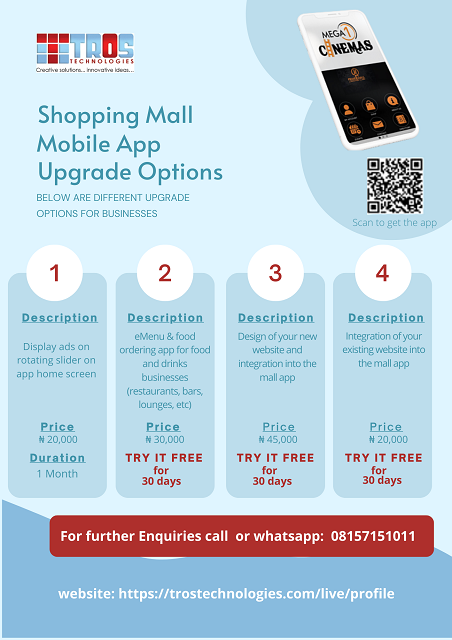 TROS
TECHNOLOGIES
Creative solutions... innovative ideas...
MEGA 1
CINEMAS
Shopping Mall
Mobile App
Upgrade Options
BELOW ARE DIFFERENT UPGRADE
OPTIONS FOR BUSINESSES
Scan to get the app
1
Description
Display ads on
rotating slider on
app home screen
Price
₦ 20,000
Duration
1 Month
2
Description
eMenu & food
ordering app for food
and drinks
businesses
(restaurants, bars,
lounges, etc)
Price
₦ 30,000
TRY IT FREE
for
30 days
3
Description
Design of your new
website and
integration into the
mall app
Price
₦ 45,000
TRY IT FREE
for
30 days
4
Description
Integration of your
existing website into
the mall app
Price
₦ 20,000
TRY IT FREE
for
30 days
For further Enquiries call or whatsapp: 08157151011
website: https://trostechnologies.com/live/profile